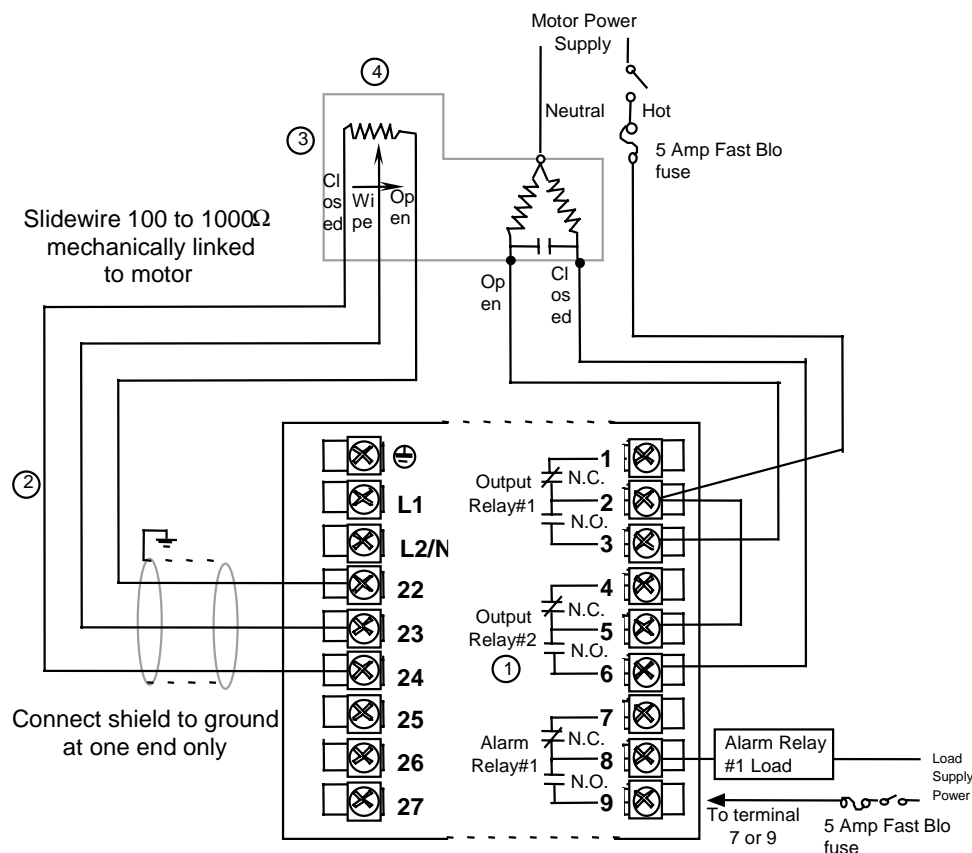 Motor Power
Supply
4
Neutral
Hot
3
5 Amp Fast Blo
fuse
Cl
os
ed
Wi
pe
Op
en
Slidewire 100 to 1000Ω
mechanically linked
to motor
Op
en
Cl
os
ed
2
L1
L2/N
22
23
24
25
26
27
Connect shield to ground
at one end only
Output
Relay#1
N.C.
N.O.
1
2
3
Output
Relay#2
1
N.C.
N.O.
4
5
6
Alarm
Relay#1
N.C.
N.O.
7
8
9
Alarm Relay
#1 Load
Load
Supply
Power
To terminal
7 or 9
5 Amp Fast Blo
fuse